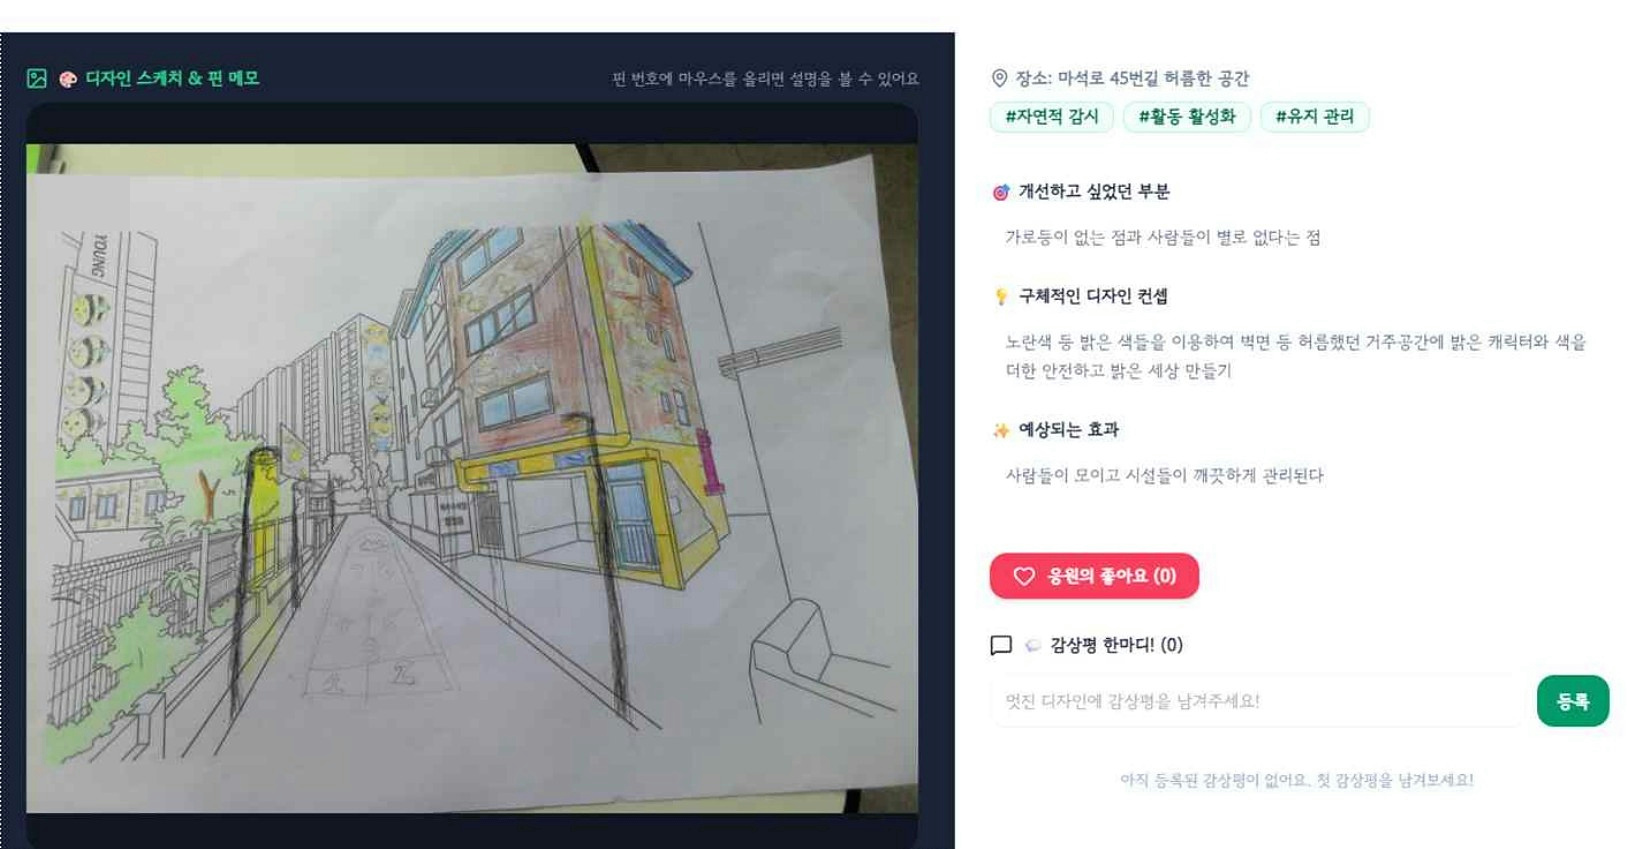 디자인 스케치 & 핀 메모
핀 번호에 마우스를 올리면 설명을 볼 수 있어요
YOUNG
2
장소: 마석로 45번길 허름한 공간
#자연적 감시 #활동 활성화 #유지 관리
개선하고 싶었던 부분
가로등이 없는 점과 사람들이 별로 없다는 점
구체적인 디자인 컨셉
노란색 등 밝은 색들을 이용하여 벽면 등 허름했던 거주공간에 밝은 캐릭터와 색을
더한 안전하고 밝은 세상 만들기
예상되는 효과
사람들이 모이고 시설들이 깨끗하게 관리된다
응원의 좋아요 (0)
감상평 한마디! (0)
멋진 디자인에 감상평을 남겨주세요!
등록
아직 등록된 감상평이 없어요. 첫 감상평을 남겨보세요!